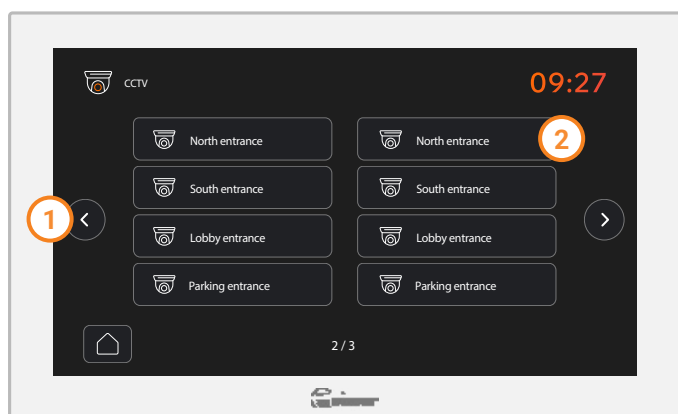 CCTV
09:27
North entrance
North entrance
2
South entrance
South entrance
1
Lobby entrance
Lobby entrance
Parking entrance
Parking entrance
2 / 3